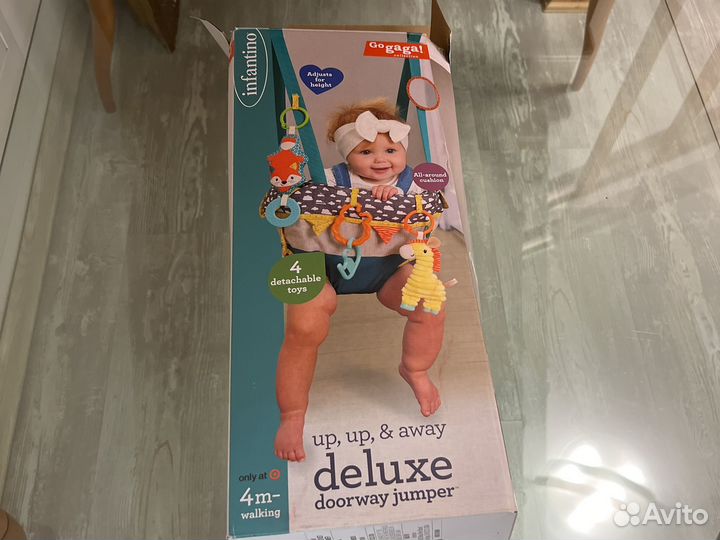 infantino
Go gaga!
collection
Adjusts
for
height
All-around
cushion
4
detachable
toys
up, up, & away
deluxe
doorway jumper™
only at
4m-
walking
Avito